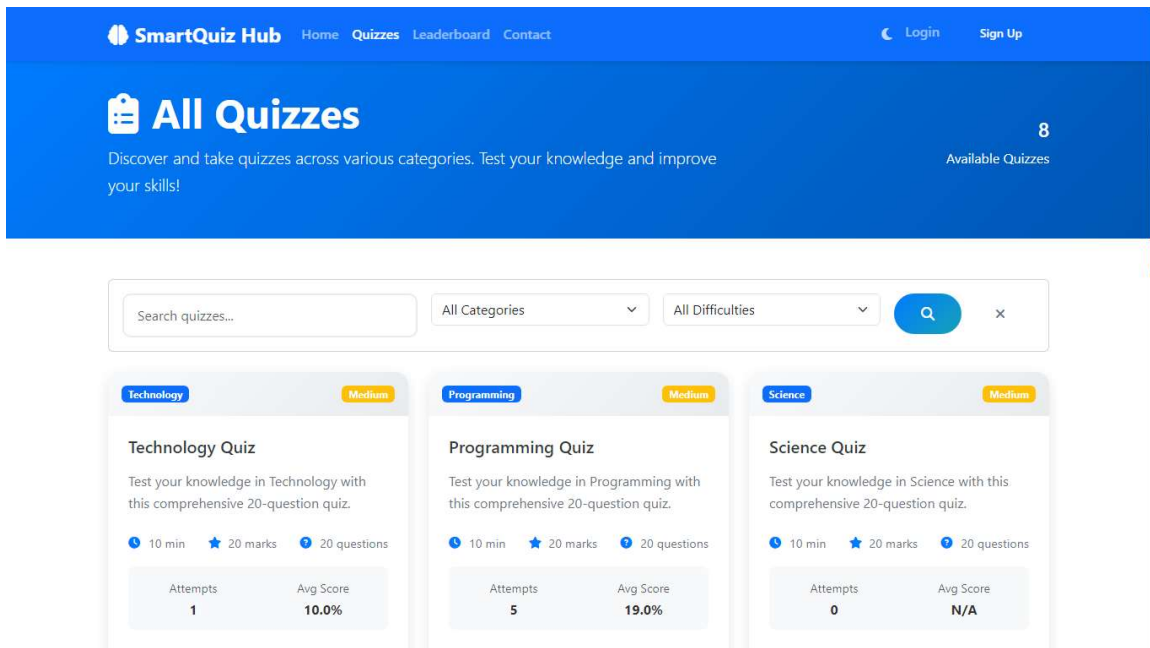 SmartQuiz Hub Home Quizzes Leaderboard Contact Login Sign Up
All Quizzes
8
Discover and take quizzes across various categories. Test your knowledge and improve
your skills!
Available Quizzes
Search quizzes... All Categories All Difficulties ×
Technology Medium
Technology Quiz
Test your knowledge in Technology with
this comprehensive 20-question quiz.
10 min 20 marks 20 questions
Attempts Avg Score
1 10.0%
Programming Medium
Programming Quiz
Test your knowledge in Programming with
this comprehensive 20-question quiz.
10 min 20 marks 20 questions
Attempts Avg Score
5 19.0%
Science Medium
Science Quiz
Test your knowledge in Science with this
comprehensive 20-question quiz.
10 min 20 marks 20 questions
Attempts Avg Score
0 N/A